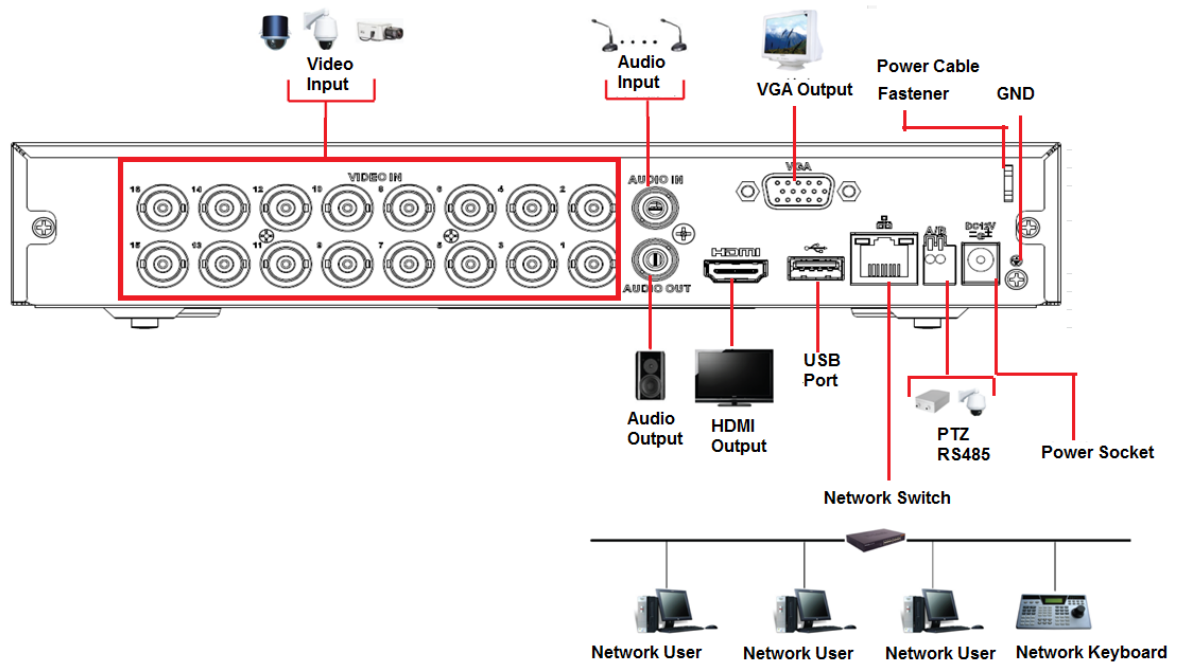 Video
Input
Audio
Input
VGA Output
Power Cable
Fastener
GND
VIDEO IN
16 14 12 10 8 6 4 2
15 13 11 9 7 5 3 1
AUDIO IN
AUDIO OUT
VGA
HDMI
A/B
DC12V
Audio
Output
HDMI
Output
USB
Port
PTZ
RS485
Power Socket
Network Switch
Network User
Network User
Network User
Network Keyboard